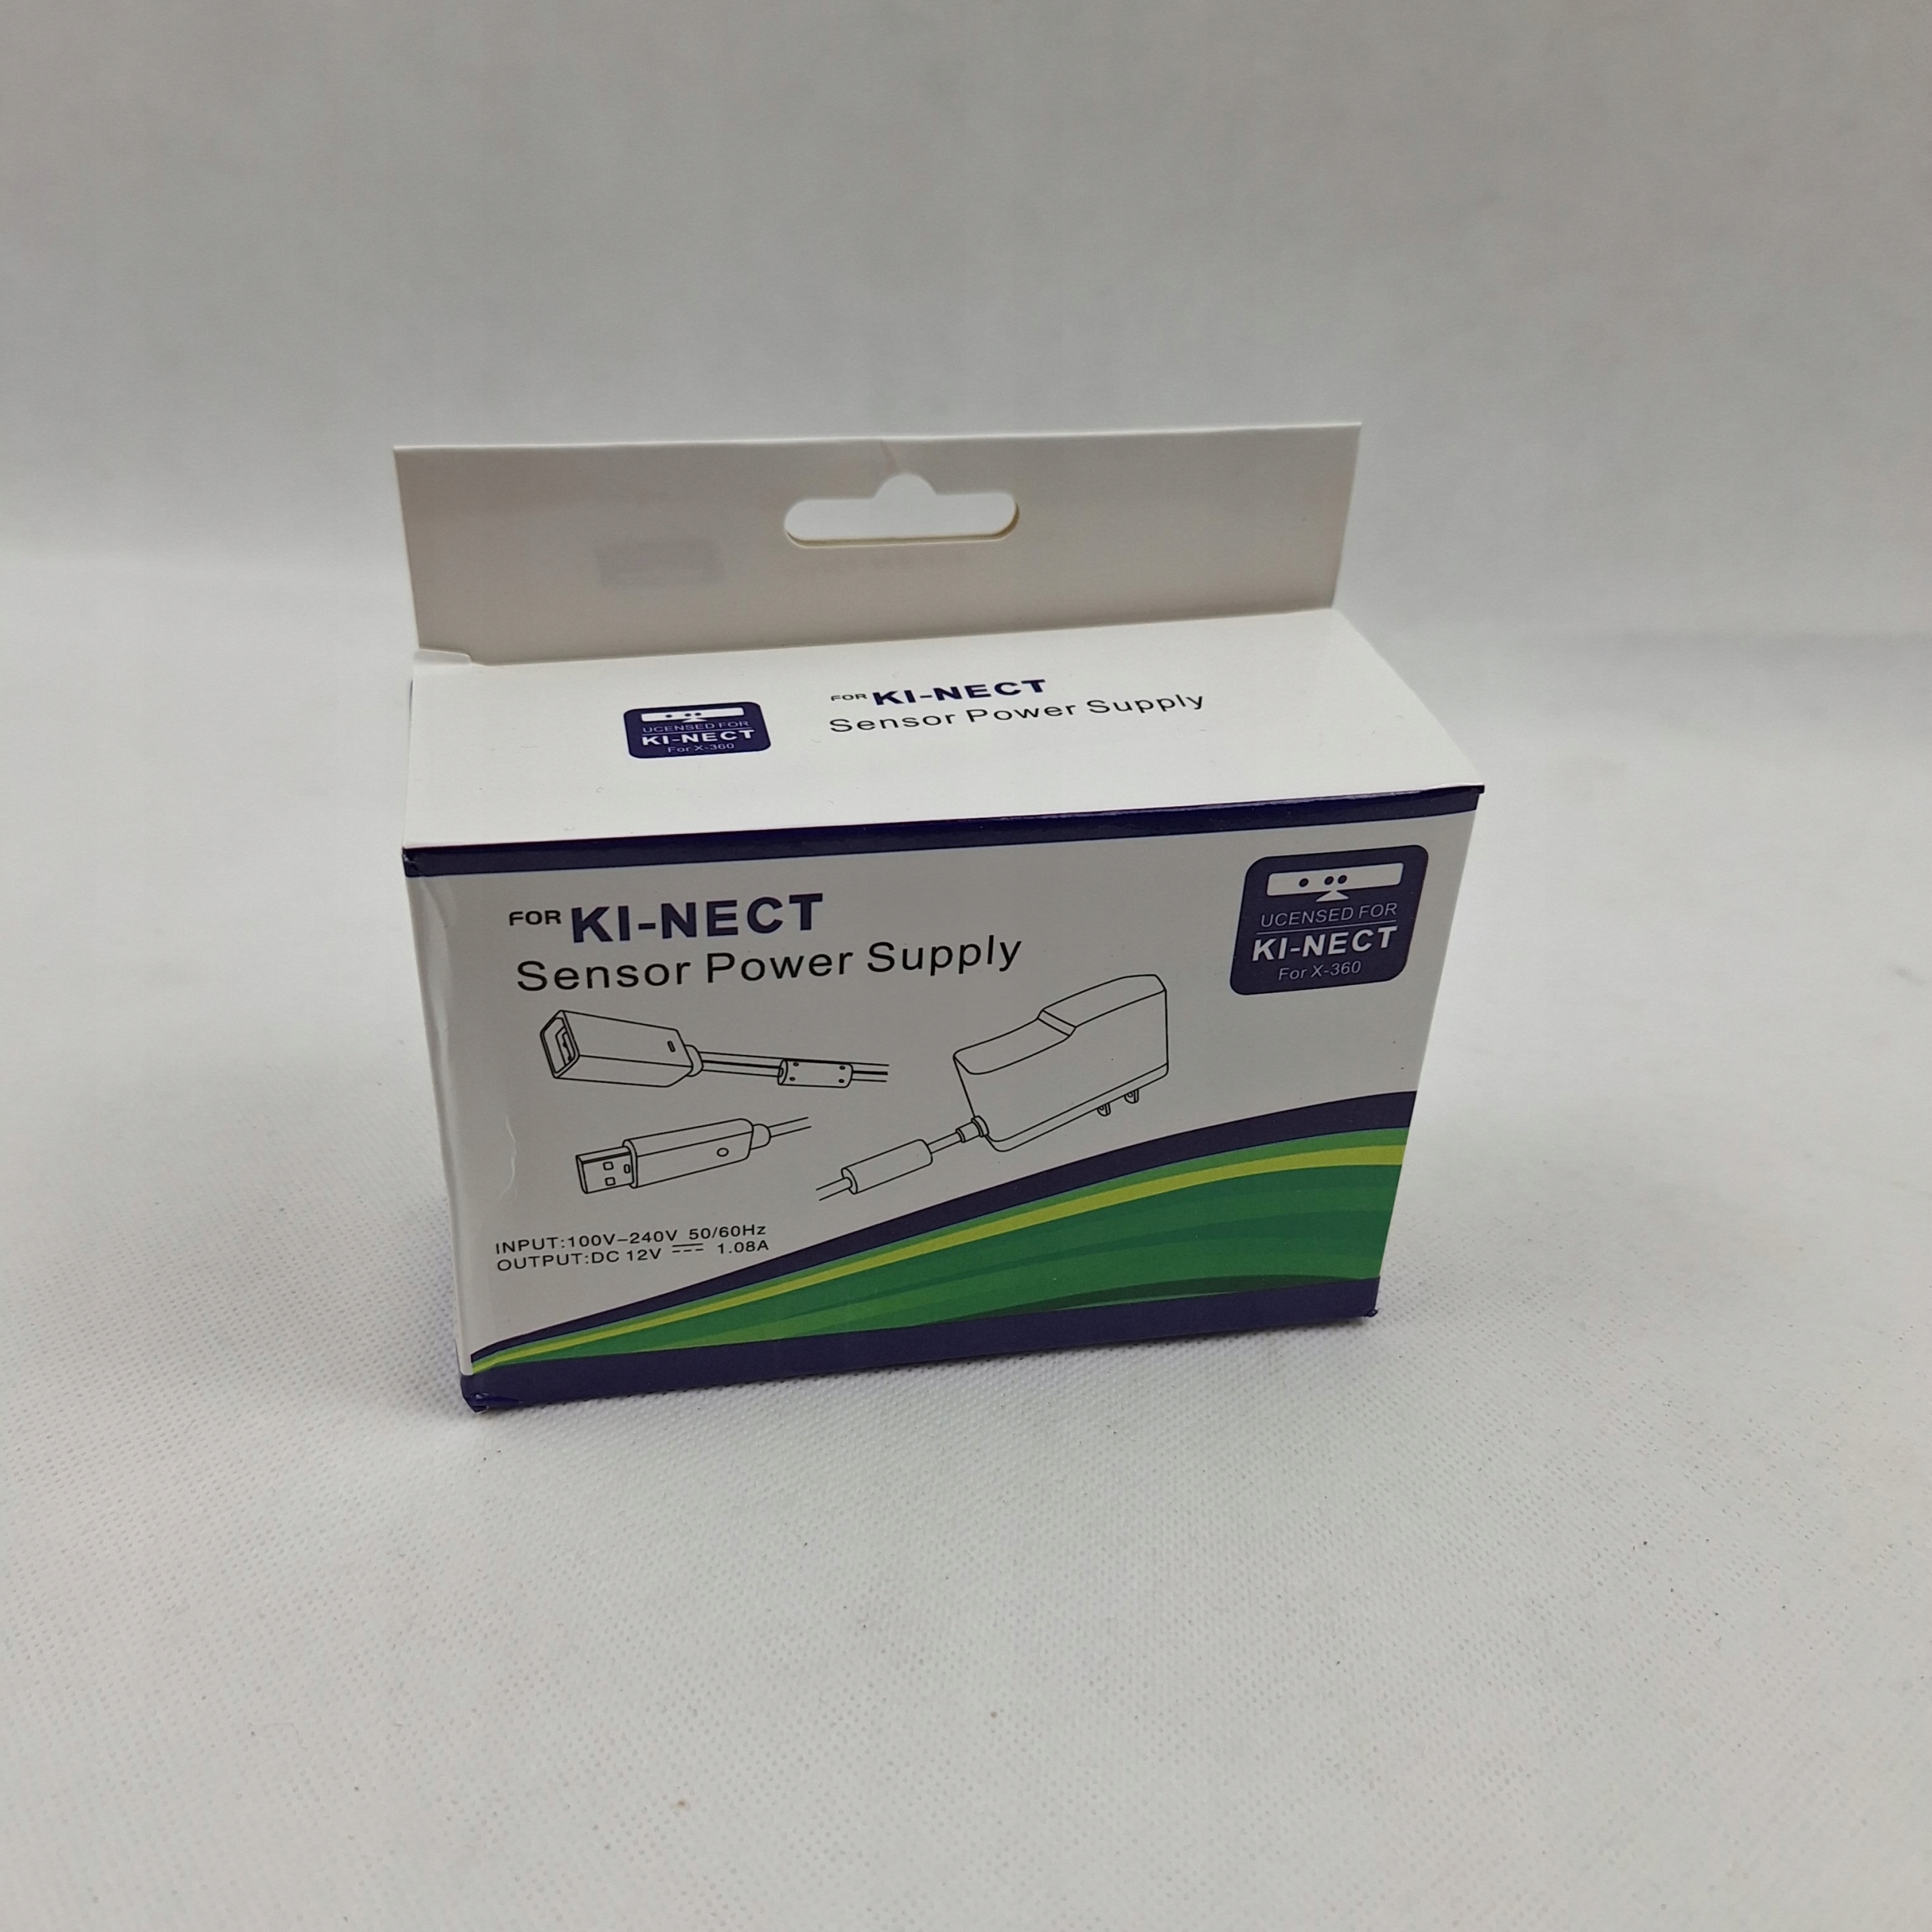 UCENSED FOR
KI-NECT
For X-360
FOR KI-NECT
Sensor Power Supply
FOR KI-NECT
Sensor Power Supply
UCENSED FOR
KI-NECT
For X-360
INPUT:100V–240V 50/60Hz
OUTPUT:DC 12V ⎓ 1.08A